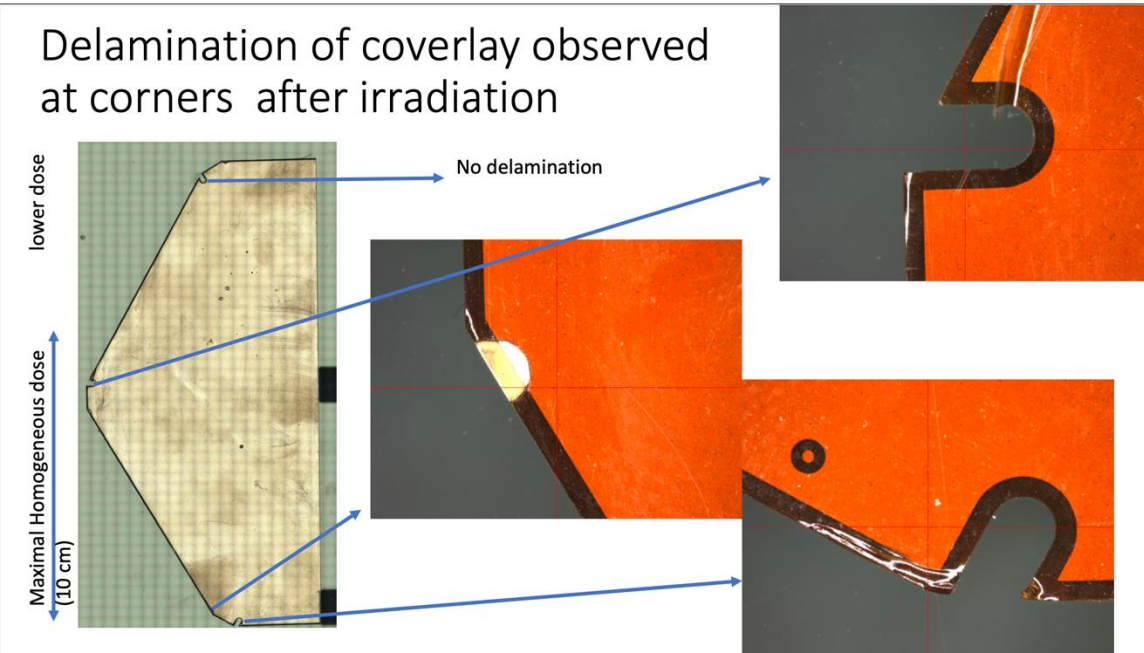 Delamination of coverlay observed
at corners after irradiation
lower dose
No delamination
Maximal Homogeneous dose
(10 cm)